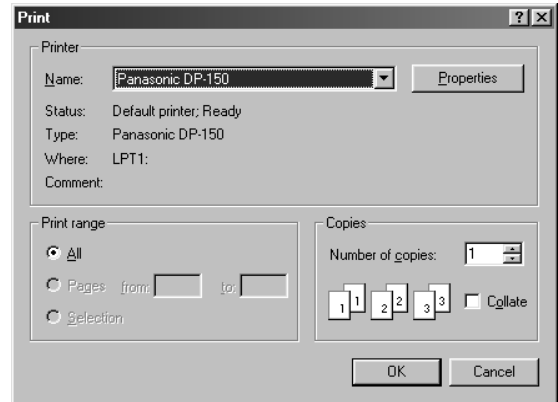 Print
Printer
Name: Panasonic DP-150 Properties
Status: Default printer; Ready
Type: Panasonic DP-150
Where: LPT1:
Comment:
Print range
All
Pages from: to:
Selection
Copies
Number of copies: 1
1 1 2 2 3 3 Collate
OK Cancel